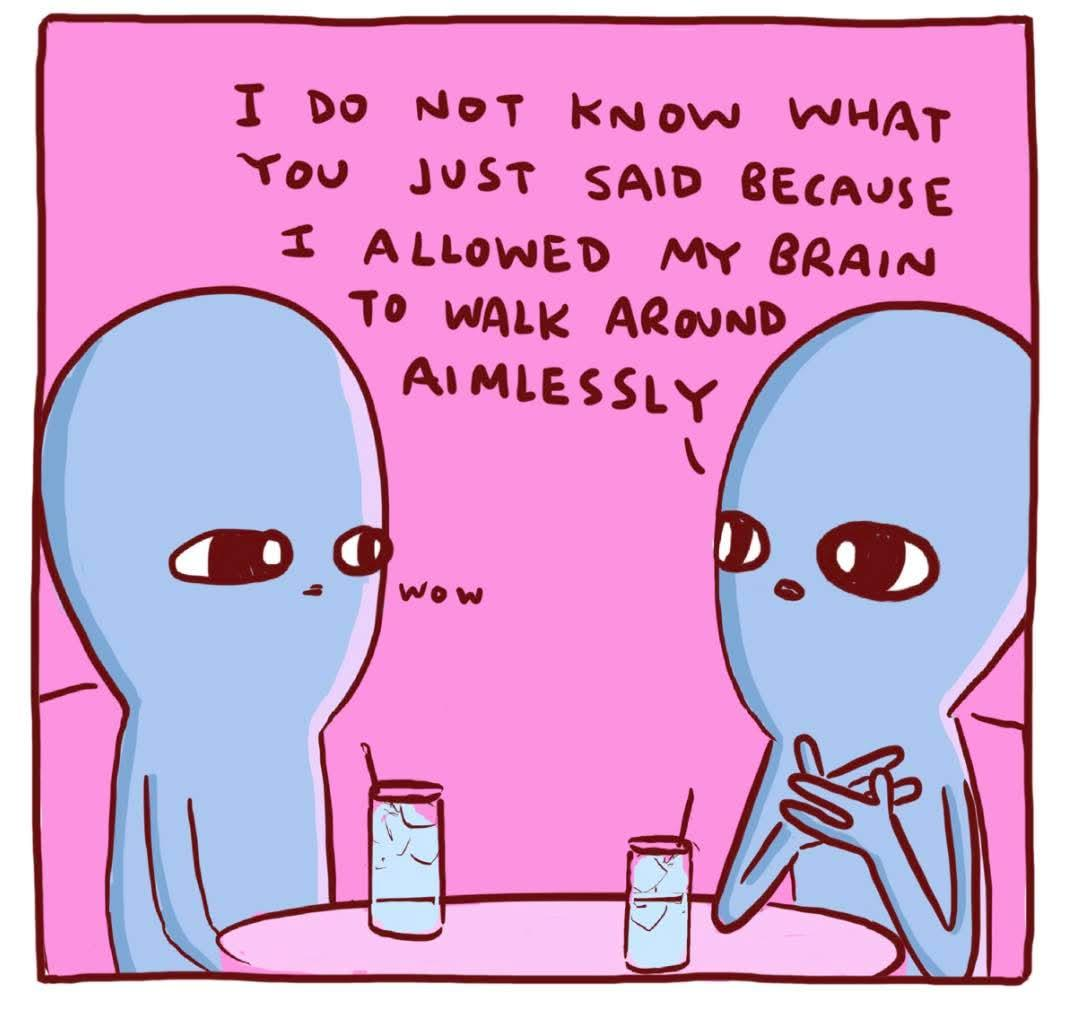 I DO NOT KNOW WHAT
YOU JUST SAID BECAUSE
I ALLOWED MY BRAIN
TO WALK AROUND
AIMLESSLY
WOW